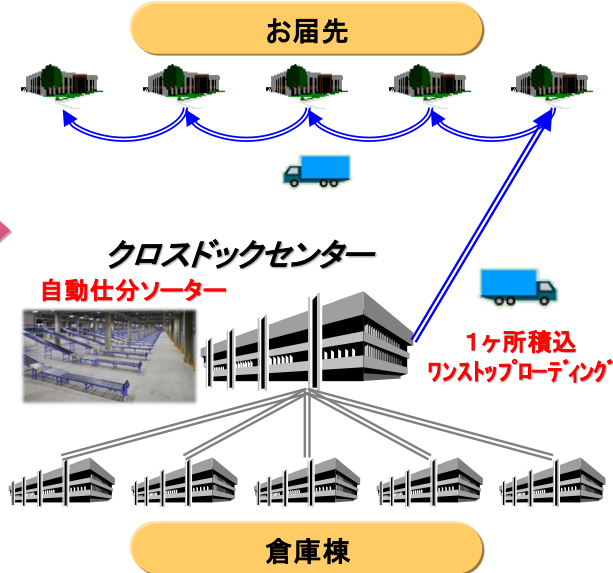 お届先
クロスドックセンター
自動仕分ソーター
1ヶ所積込
ワンストップローディング
倉庫棟